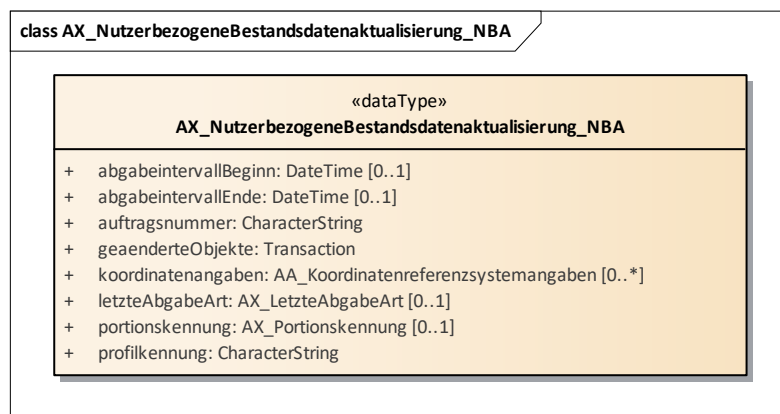 class AX_NutzerbezogeneBestandsdatenaktualisierung_NBA
«dataType»
AX_NutzerbezogeneBestandsdatenaktualisierung_NBA
+ abgabeintervallBeginn: DateTime [0..1]
+ abgabeintervallEnde: DateTime [0..1]
+ auftragsnummer: CharacterString
+ geaenderteObjekte: Transaction
+ koordinatenangaben: AA_Koordinatenreferenzsystemangaben [0..*]
+ letzteAbgabeArt: AX_LetzteAbgabeArt [0..1]
+ portionskennung: AX_Portionskennung [0..1]
+ profilkennung: CharacterString